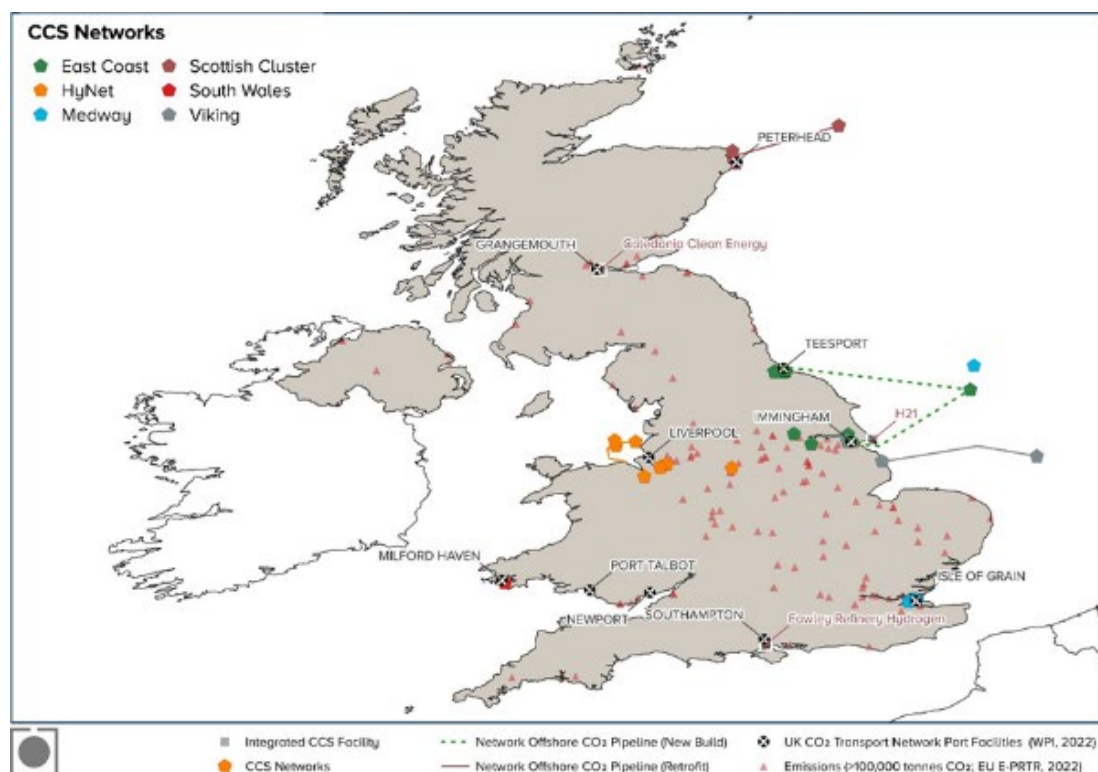 CCS Networks
East Coast
Scottish Cluster
HyNet
South Wales
Medway
Viking
PETERHEAD
GRANGEMOUTH
Caledonia Clean Energy
TEESPORT
IMMINGHAM
H21
LIVERPOOL
MILFORD HAVEN
PORT TALBOT
ISLE OF GRAIN
NEWPORT
SOUTHAMPTON
Fawley Refinery Hydrogen
Integrated CCS Facility
Network Offshore CO₂ Pipeline (New Build)
UK CO₂ Transport Network Port Facilities (WPI, 2022)
CCS Networks
Network Offshore CO₂ Pipeline (Retrofit)
Emissions (>100,000 tonnes CO₂; EU E-PRTR, 2022)